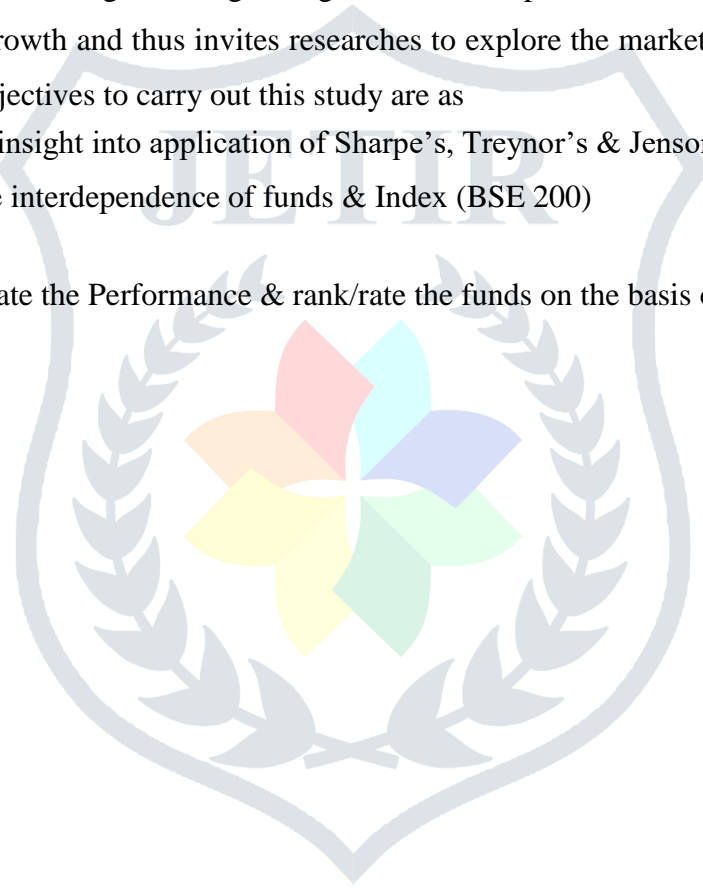 rowth and thus invites researches to explore the market
jectives to carry out this study are as
insight into application of Sharpe's, Treynor's & Jenso
e interdependence of funds & Index (BSE 200)
ate the Performance & rank/rate the funds on the basis
JETIR